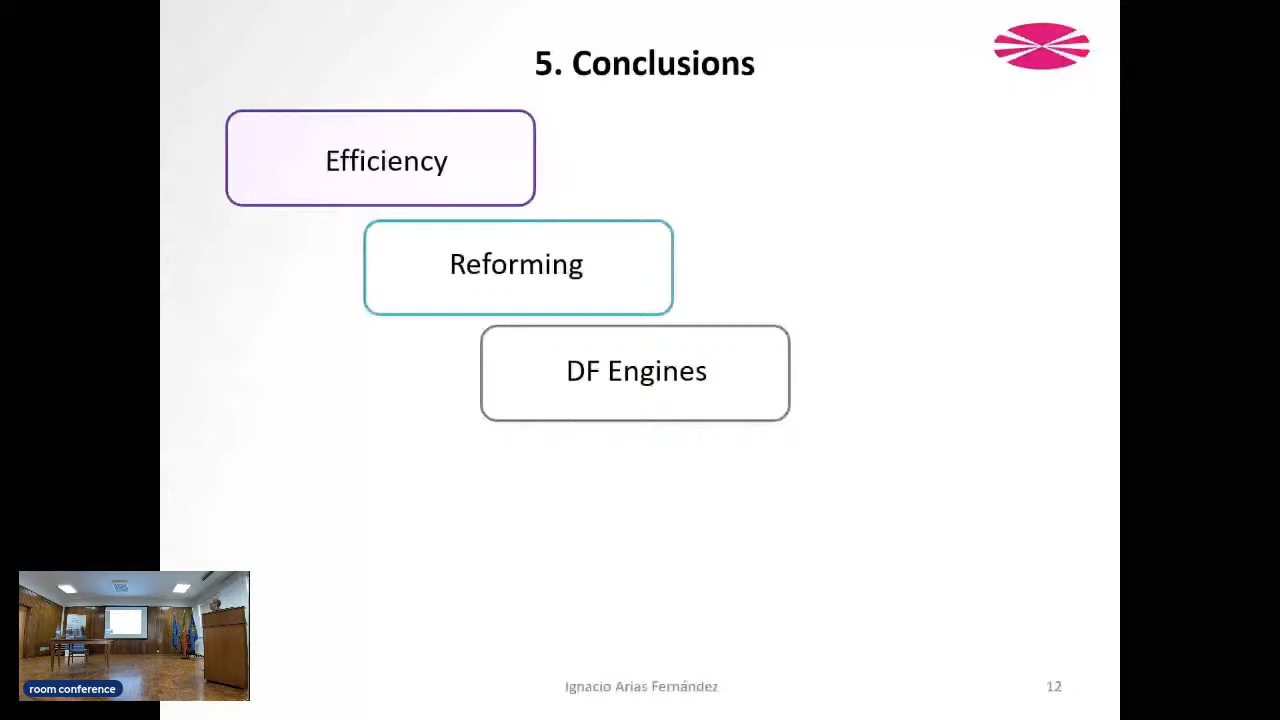 5. Conclusions
Efficiency
Reforming
DF Engines
room conference
Ignacio Arias Fernández
12